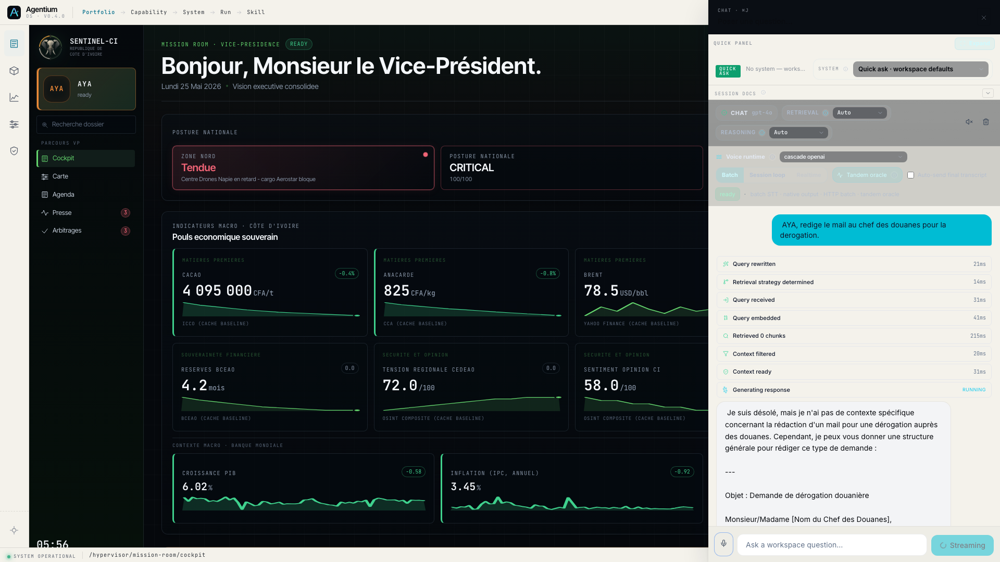 Agentium
OS · V0.4.0
Portfolio → Capability → System → Run → Skill
SENTINEL-CI
REPUBLIQUE DE
COTE D'IVOIRE
AYA
AYA
ready
Recherche dossier
PARCOURS VP
Cockpit
Carte
Agenda
Presse 3
Arbitrages 3
05:56
MISSION ROOM · VICE-PRESIDENCE READY
Bonjour, Monsieur le Vice-Président.
Lundi 25 Mai 2026 • Vision executive consolidee
POSTURE NATIONALE
ZONE NORD
Tendue
Centre Drones Napie en retard - cargo Aerostar bloque
POSTURE NATIONALE
CRITICAL
100/100
INDICATEURS MACRO · CÔTE D'IVOIRE
Pouls economique souverain
MATIERES PREMIERES
CACAO -0.4%
4 095 000 CFA/t
ICCO (CACHE BASELINE)
MATIERES PREMIERES
ANACARDE -0.8%
825 CFA/kg
CCA (CACHE BASELINE)
MATIERES PREMIERES
BRENT
78.5 USD/bbl
YAHOO FINANCE (CACHE BASELINE)
SOUVERAINETE FINANCIERE
RESERVES BCEAO 0.0
4.2 mois
BCEAO (CACHE BASELINE)
SECURITE ET OPINION
TENSION REGIONALE CEDEAO 0.0
72.0 /100
OSINT COMPOSITE (CACHE BASELINE)
SECURITE ET OPINION
SENTIMENT OPINION CI
58.0 /100
OSINT COMPOSITE (CACHE BASELINE)
CONTEXTE MACRO · BANQUE MONDIALE
CROISSANCE PIB -0.58
6.02 %
INFLATION (IPC, ANNUEL) -0.92
3.45 %
SYSTEM OPERATIONAL /hypervisor/mission-room/cockpit
CHAT · ⌘J
QUICK PANEL
QUICK ASK
No system — works...
SYSTEM Quick ask · workspace defaults
SESSION DOCS
CHAT gpt-4o RETRIEVAL Auto
REASONING Auto
Voice runtime cascade openai
Batch Session loop Realtime Tandem oracle Auto-send final transcript
ready · batch STT · native output · HTTP batch · tandem oracle
AYA, redige le mail au chef des douanes pour la
derogation.
Query rewritten 21ms
Retrieval strategy determined 14ms
Query received 31ms
Query embedded 41ms
Retrieved 0 chunks 215ms
Context filtered 20ms
Context ready 31ms
Generating response RUNNING
Je suis désolé, mais je n'ai pas de contexte spécifique
concernant la rédaction d'un mail pour une dérogation auprès
des douanes. Cependant, je peux vous donner une structure
générale pour rédiger ce type de demande :
---
Objet : Demande de dérogation douanière
Monsieur/Madame [Nom du Chef des Douanes],
Ask a workspace question...
Streaming